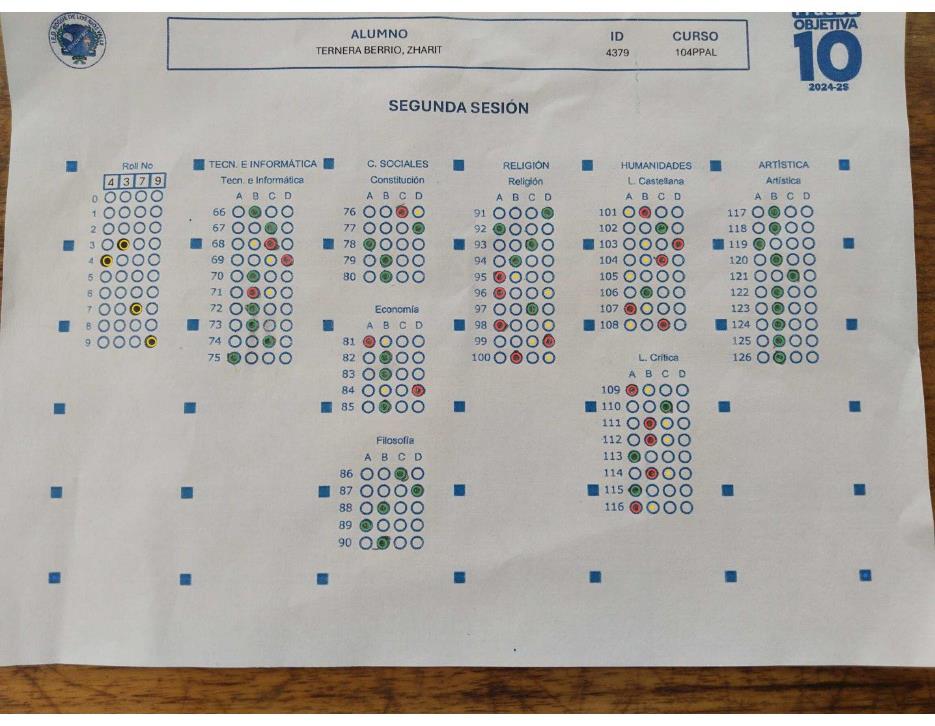 ALUMNO ID CURSO
TERNERA BERRIO, ZHARIT 4379 104PPAL
OBJETIVA
10
2024-2S
SEGUNDA SESIÓN
Roll No
4 3 7 9
0
1
2
3
4
5
6
7
8
9
TECN. E INFORMÁTICA
Tecn. e Informática
A B C D
66
67
68
69
70
71
72
73
74
75
C. SOCIALES
Constitución
A B C D
76
77
78
79
80
Economía
A B C D
81
82
83
84
85
Filosofía
A B C D
86
87
88
89
90
RELIGIÓN
Religión
A B C D
91
92
93
94
95
96
97
98
99
100
HUMANIDADES
L. Castellana
A B C D
101
102
103
104
105
106
107
108
L. Crítica
A B C D
109
110
111
112
113
114
115
116
ARTÍSTICA
Artística
A B C D
117
118
119
120
121
122
123
124
125
126